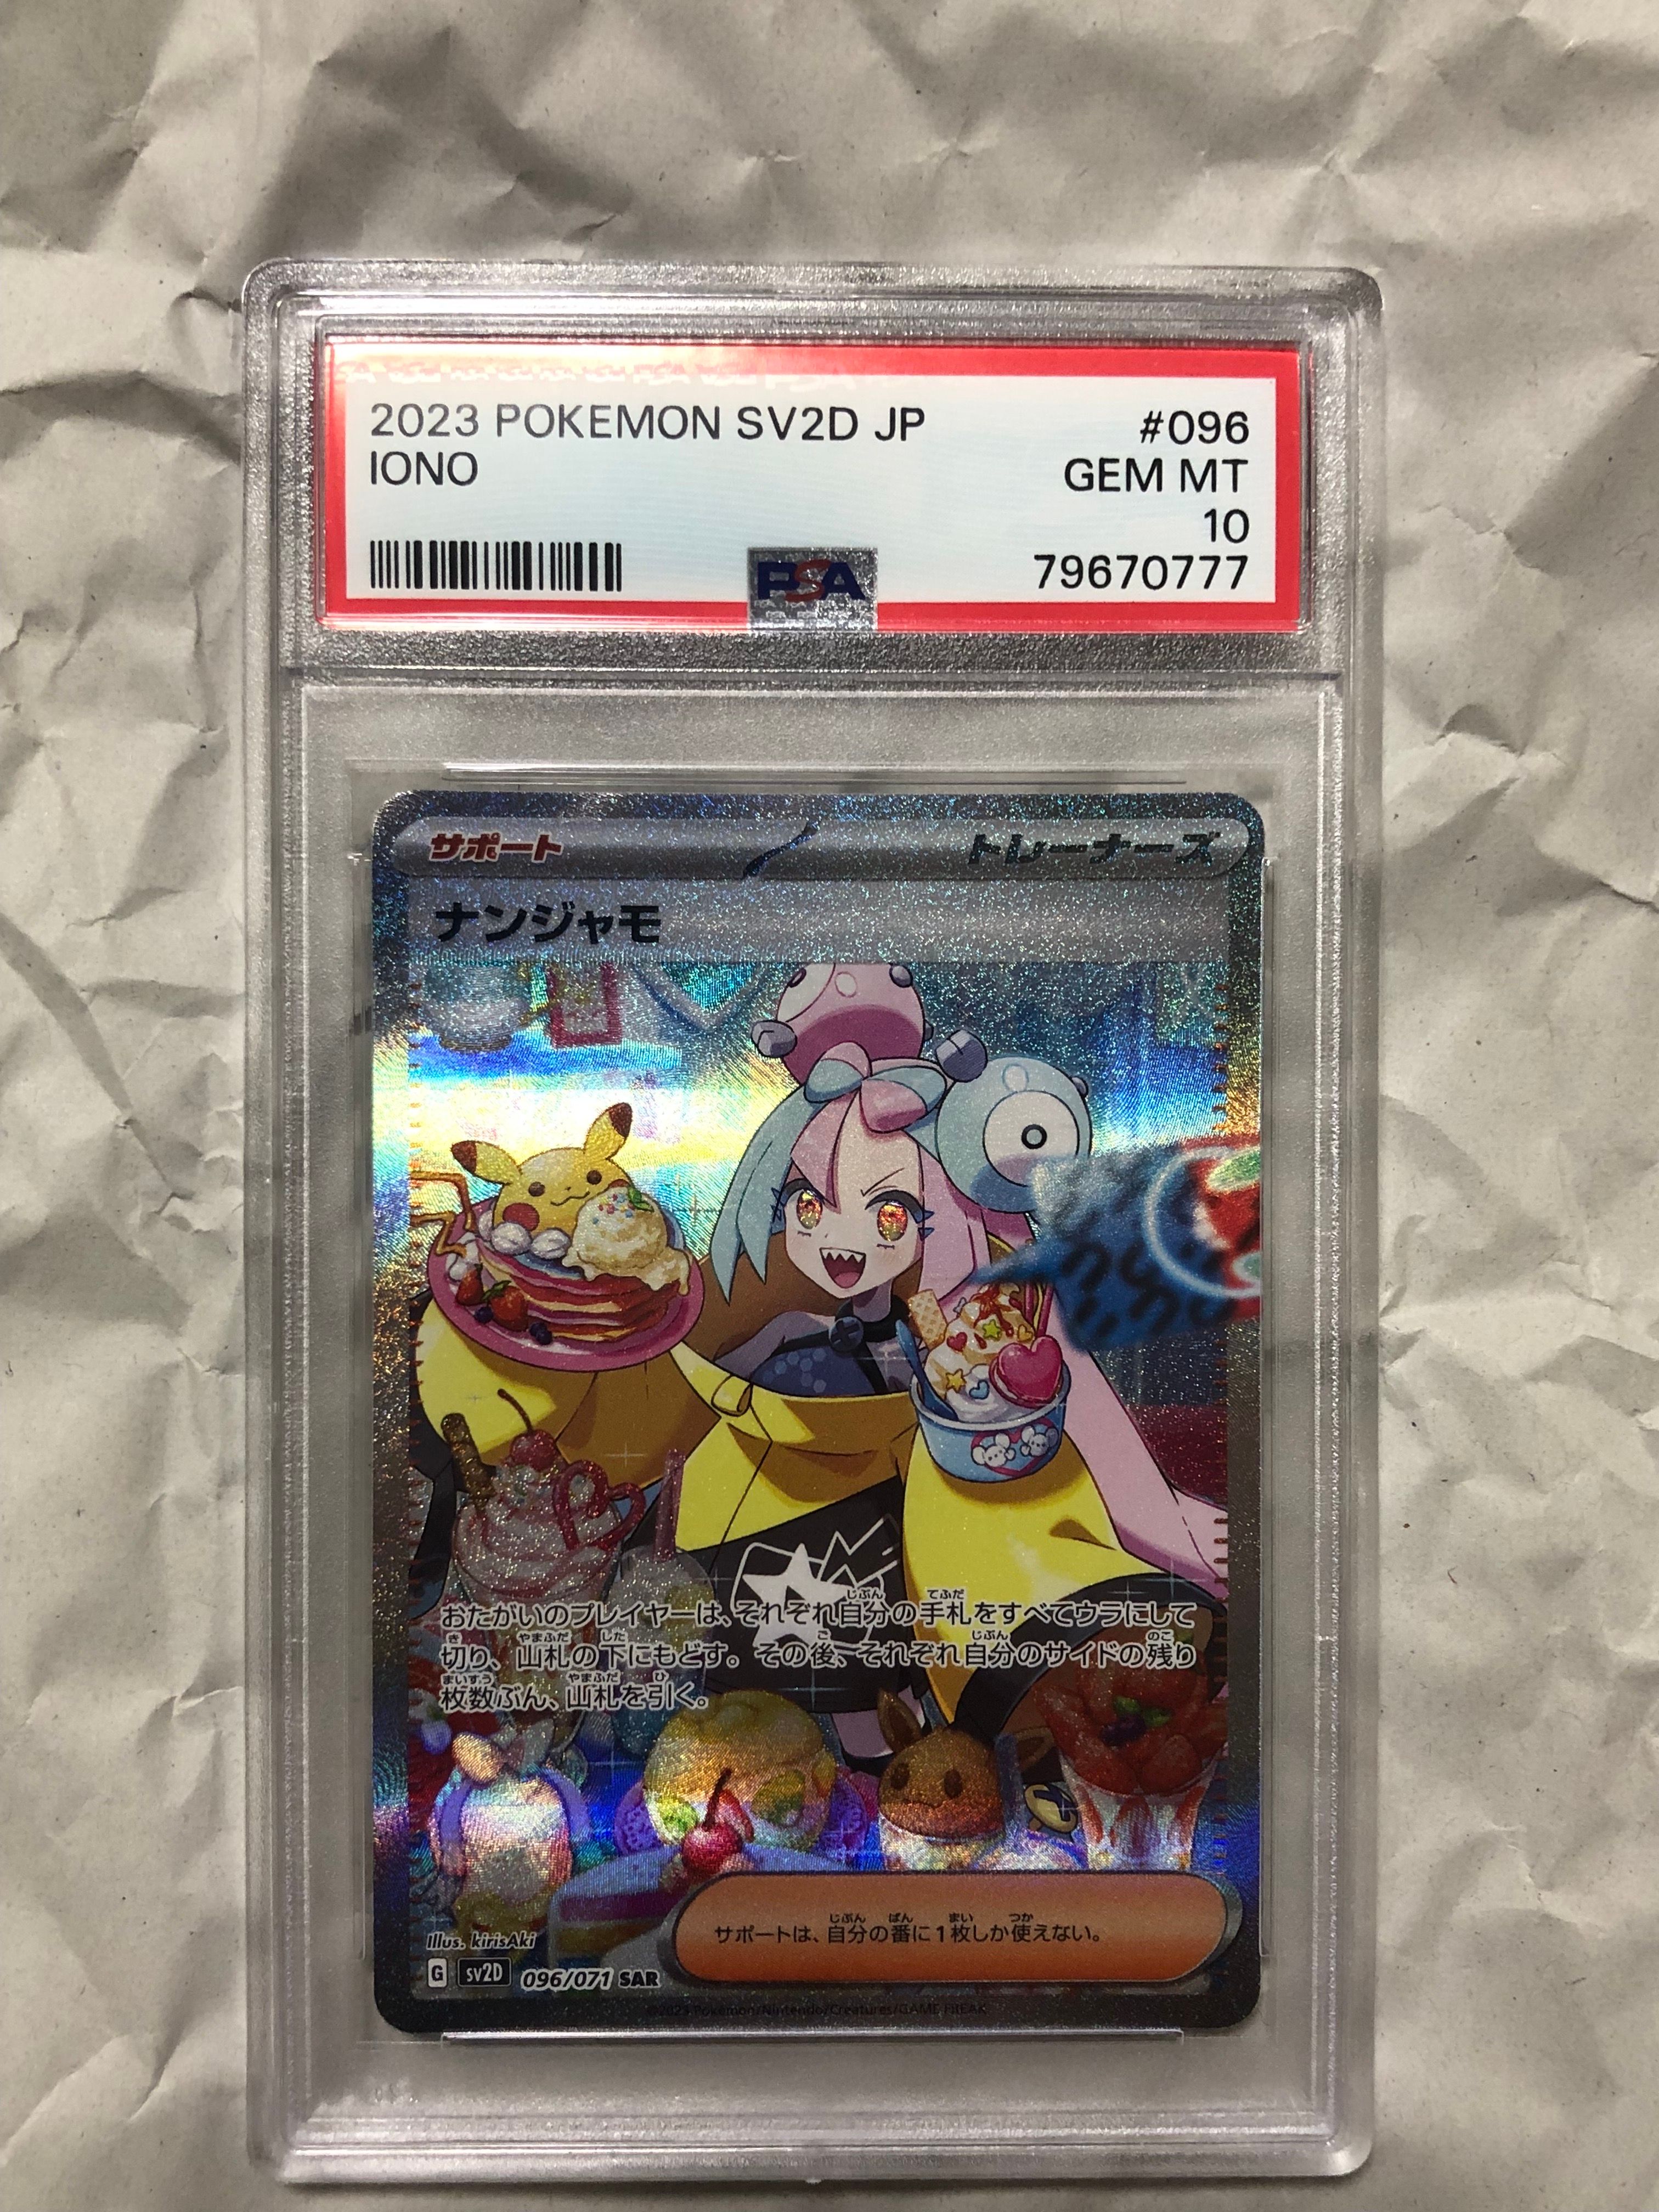 2023 POKEMON SV2D JP #096
IONO GEM MT
10
PSA 79670777
サポート トレーナーズ
ナンジャモ
おたがいのプレイヤーは、それぞれ自分の手札をすべてウラにして
切り、山札の下にもどす。その後、それぞれ自分のサイドの残り
枚数ぶん、山札を引く。
サポートは、自分の番に1枚しか使えない。
Illus. kirisAki
G SV2D 096/071 SAR
©2023 Pokémon/Nintendo/Creatures/GAME FREAK